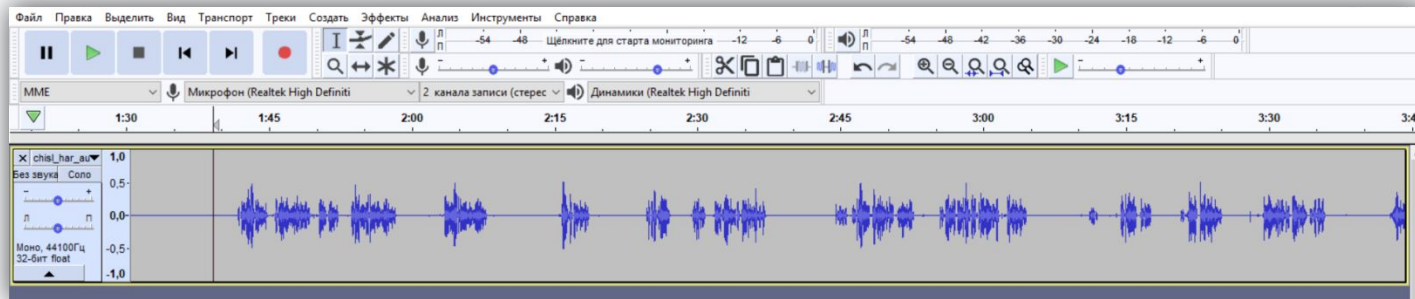 Файл Правка Выделить Вид Транспорт Треки Создать Эффекты Анализ Инструменты Справка
Л П -54 -48 Щёлкните для старта мониторинга -12 -6 0 Л П -54 -48 -42 -36 -30 -24 -18 -12 -6 0
- + - + - +
MME Микрофон (Realtek High Definiti 2 канала записи (стерес Динамики (Realtek High Definiti
1:30 1:45 2:00 2:15 2:30 2:45 3:00 3:15 3:30 3:4
× chisi_har_au 1,0
Без звука Соло
- + 0,5
Л П 0,0
Моно, 44100Гц -0,5
32-бит float
-1,0